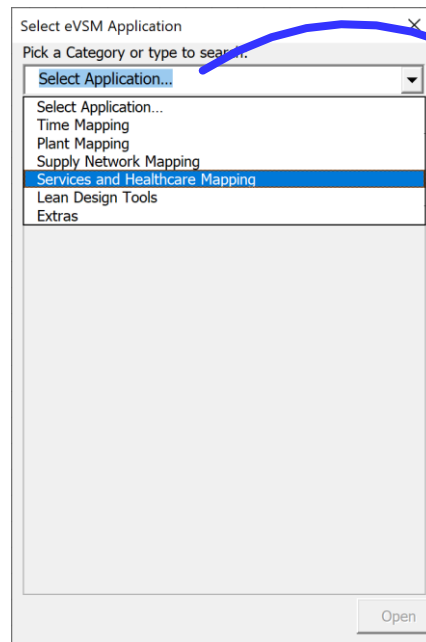 Select eVSM Application
Pick a Category or type to search:
Select Application...
Select Application...
Time Mapping
Plant Mapping
Supply Network Mapping
Services and Healthcare Mapping
Lean Design Tools
Extras
Open